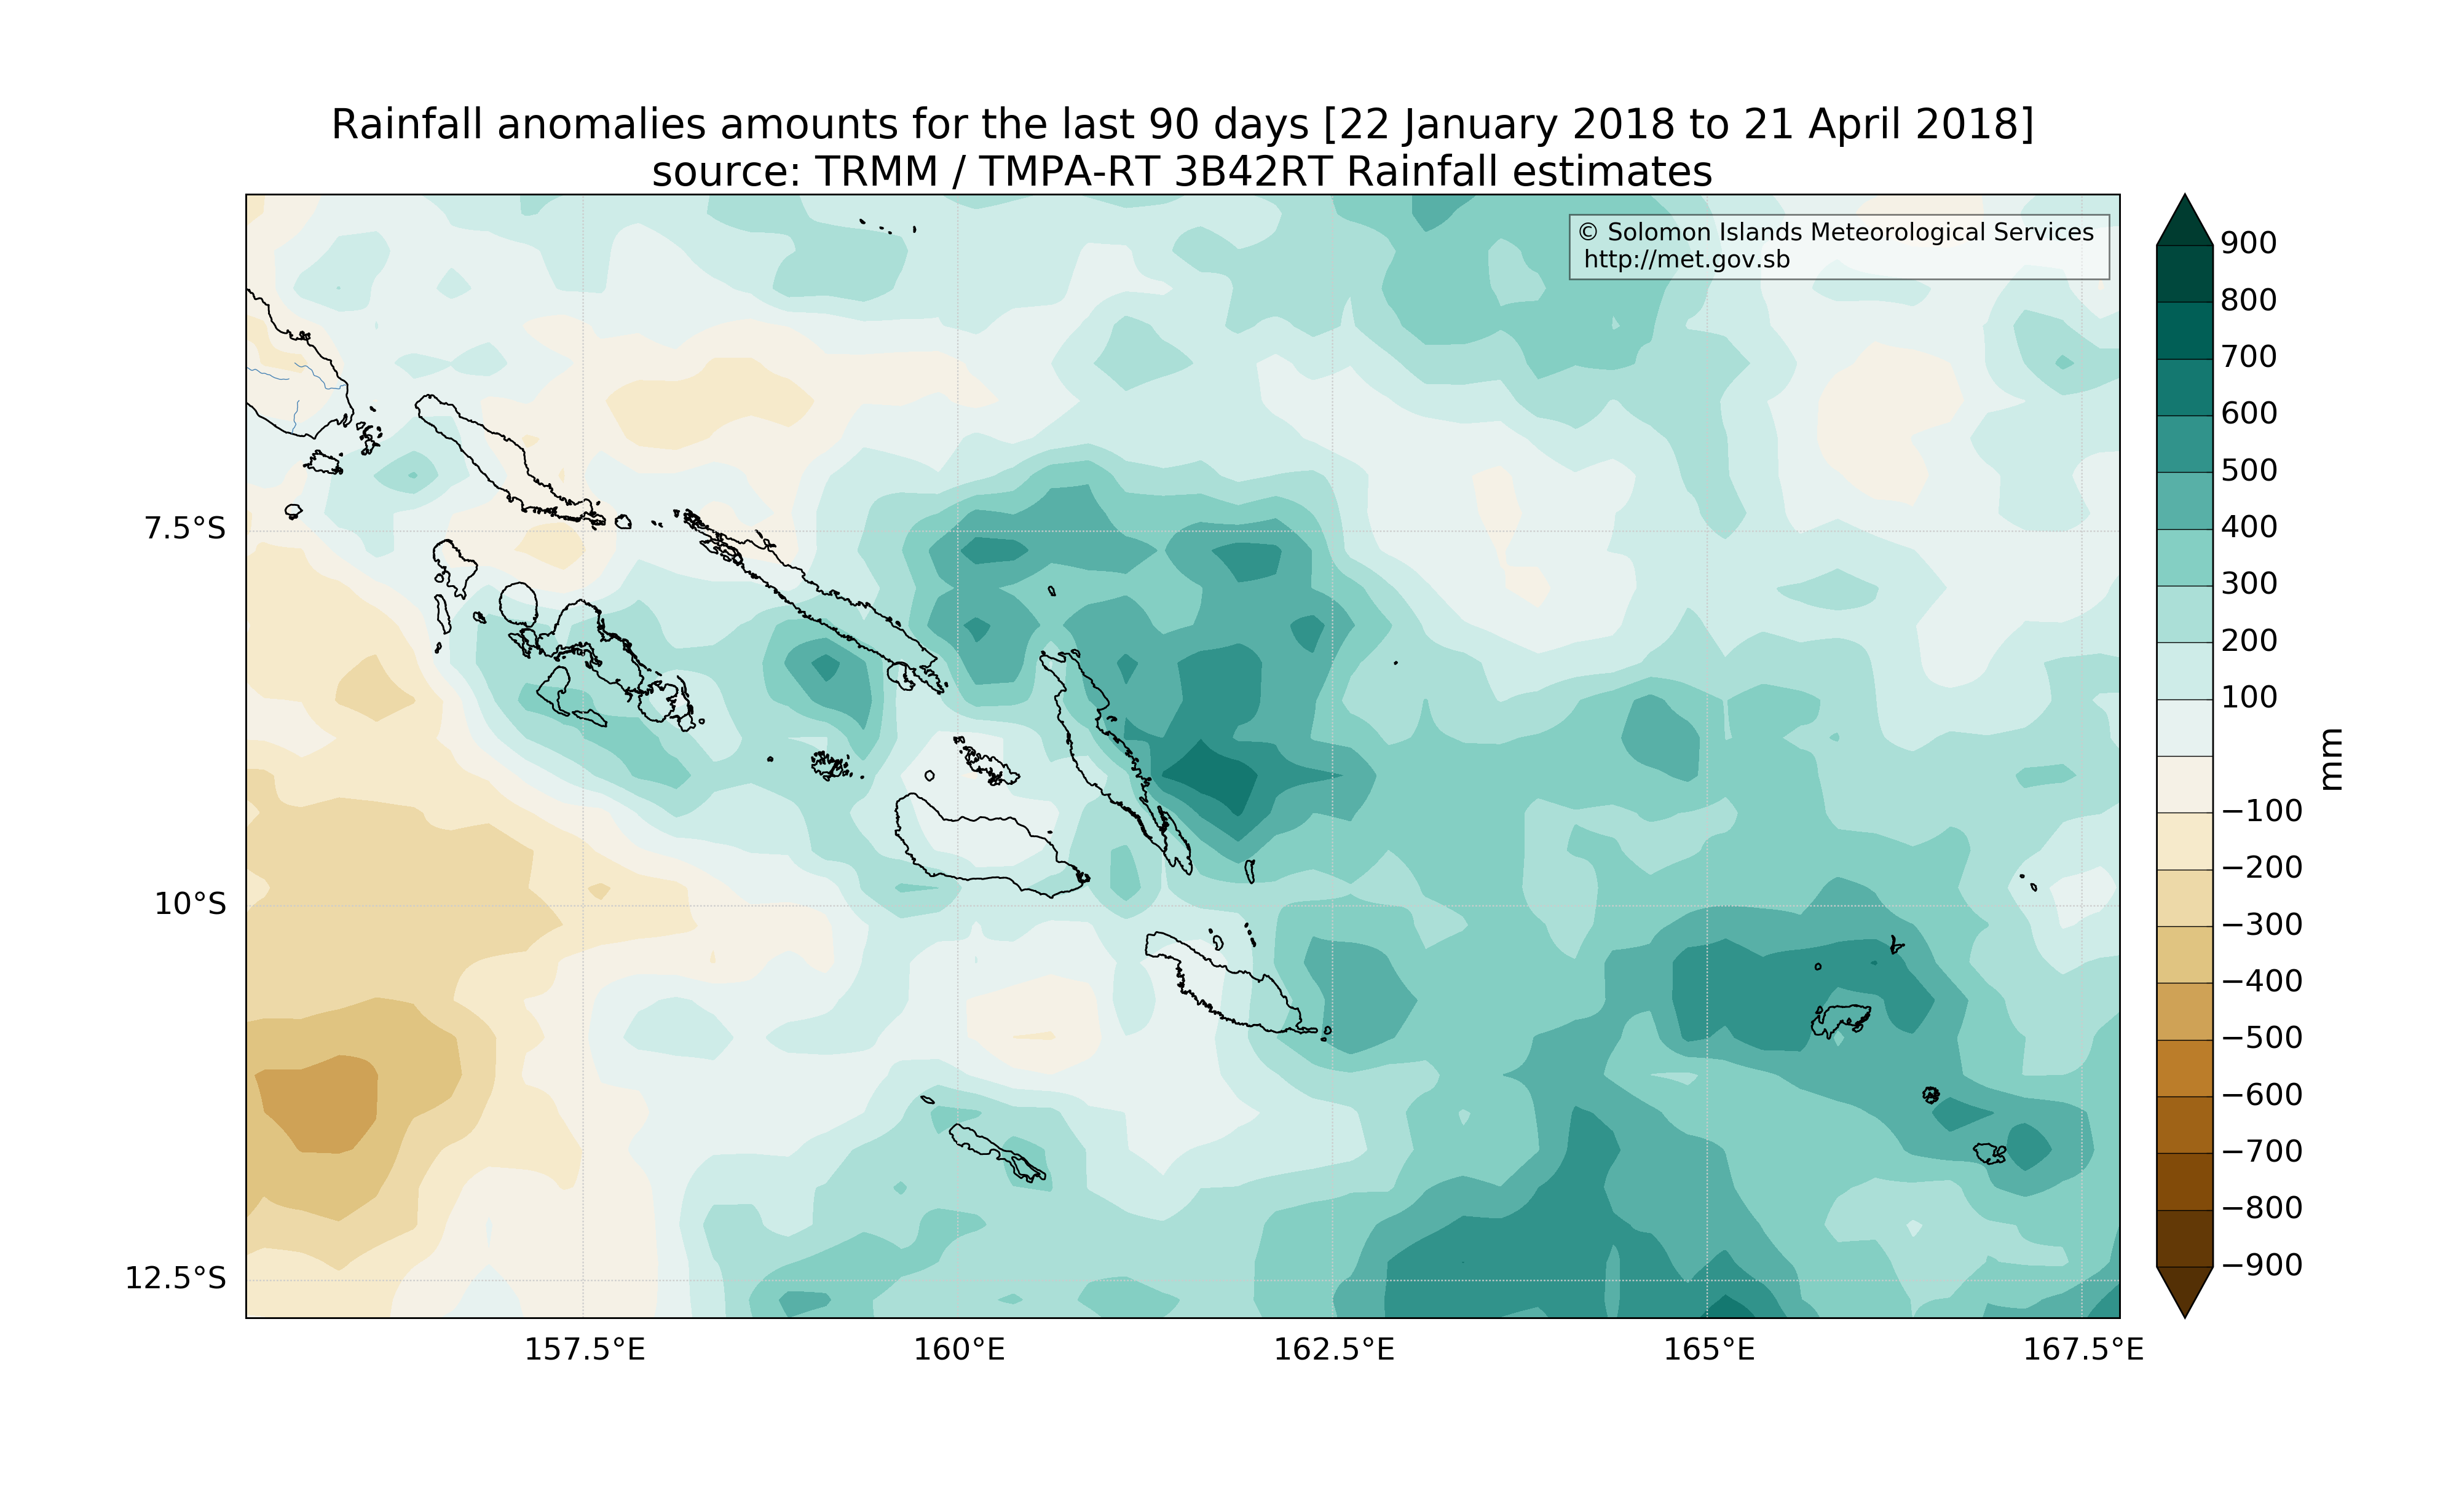 Rainfall anomalies amounts for the last 90 days [22 January 2018 to 21 April 2018]
source: TRMM / TMPA-RT 3B42RT Rainfall estimates
© Solomon Islands Meteorological Services
http://met.gov.sb
7.5°S
10°S
12.5°S
157.5°E
160°E
162.5°E
165°E
167.5°E
900
800
700
600
500
400
300
200
100
−100
−200
−300
−400
−500
−600
−700
−800
−900
mm